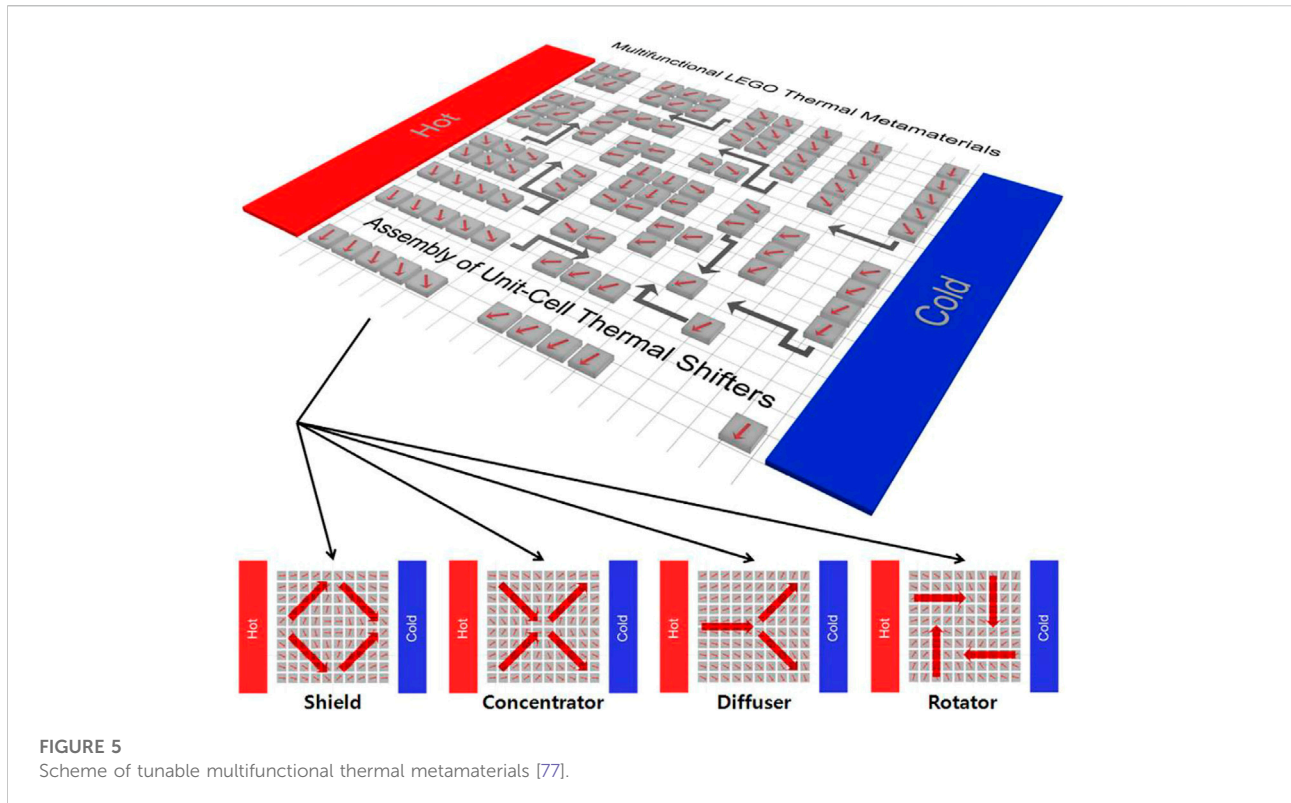 Multifunctional LEGO Thermal Metamaterials
Hot
Cold
Assembly of Unit-Cell Thermal Shifters
Hot
Cold
Hot
Cold
Hot
Cold
Hot
Cold
Shield
Concentrator
Diffuser
Rotator
FIGURE 5
Scheme of tunable multifunctional thermal metamaterials [77].